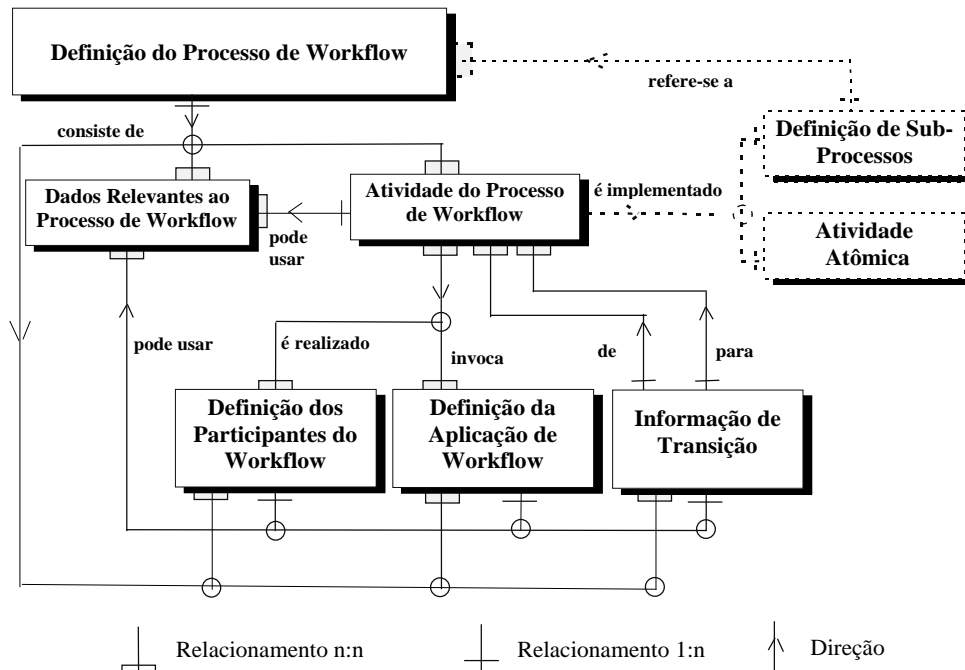 Definição do Processo de Workflow
refere-se a
consiste de
Definição de Sub-
Processos
Dados Relevantes ao
Processo de Workflow
Atividade do Processo
de Workflow
é implementado
pode
usar
Atividade
Atômica
pode usar
é realizado
invoca
de
para
Definição dos
Participantes do
Workflow
Definição da
Aplicação de
Workflow
Informação de
Transição
Relacionamento n:n
Relacionamento 1:n
Direção